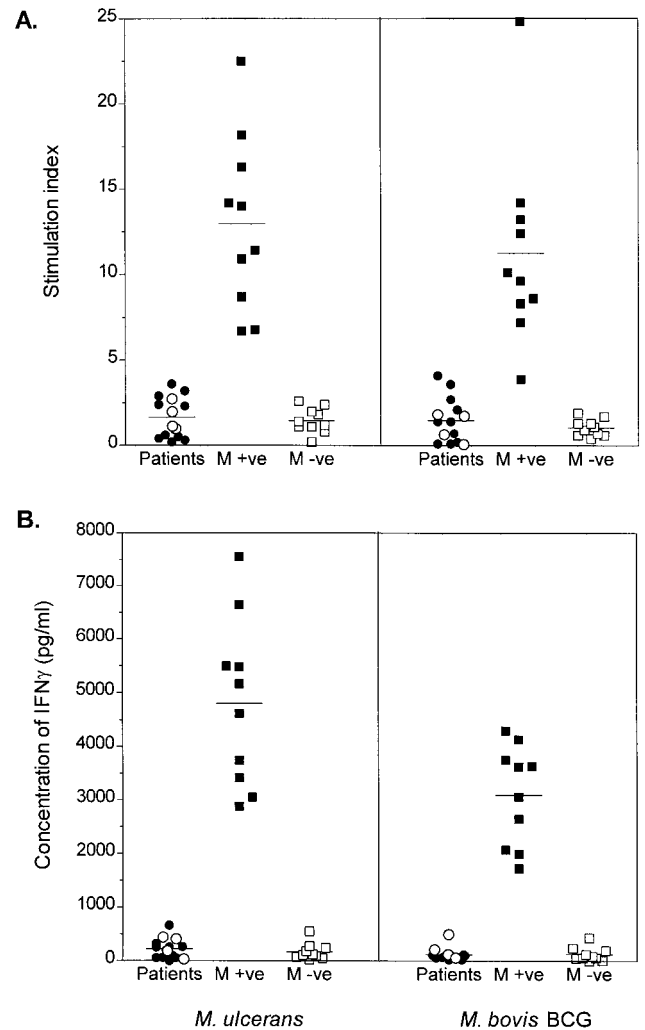 A.
25
20
15
10
5
0
Stimulation index
Patients M +ve M -ve
Patients M +ve M -ve
B.
8000
7000
6000
5000
4000
3000
2000
1000
0
Concentration of IFNγ (pg/ml)
Patients M +ve M -ve
Patients M +ve M -ve
M. ulcerans
M. bovis BCG